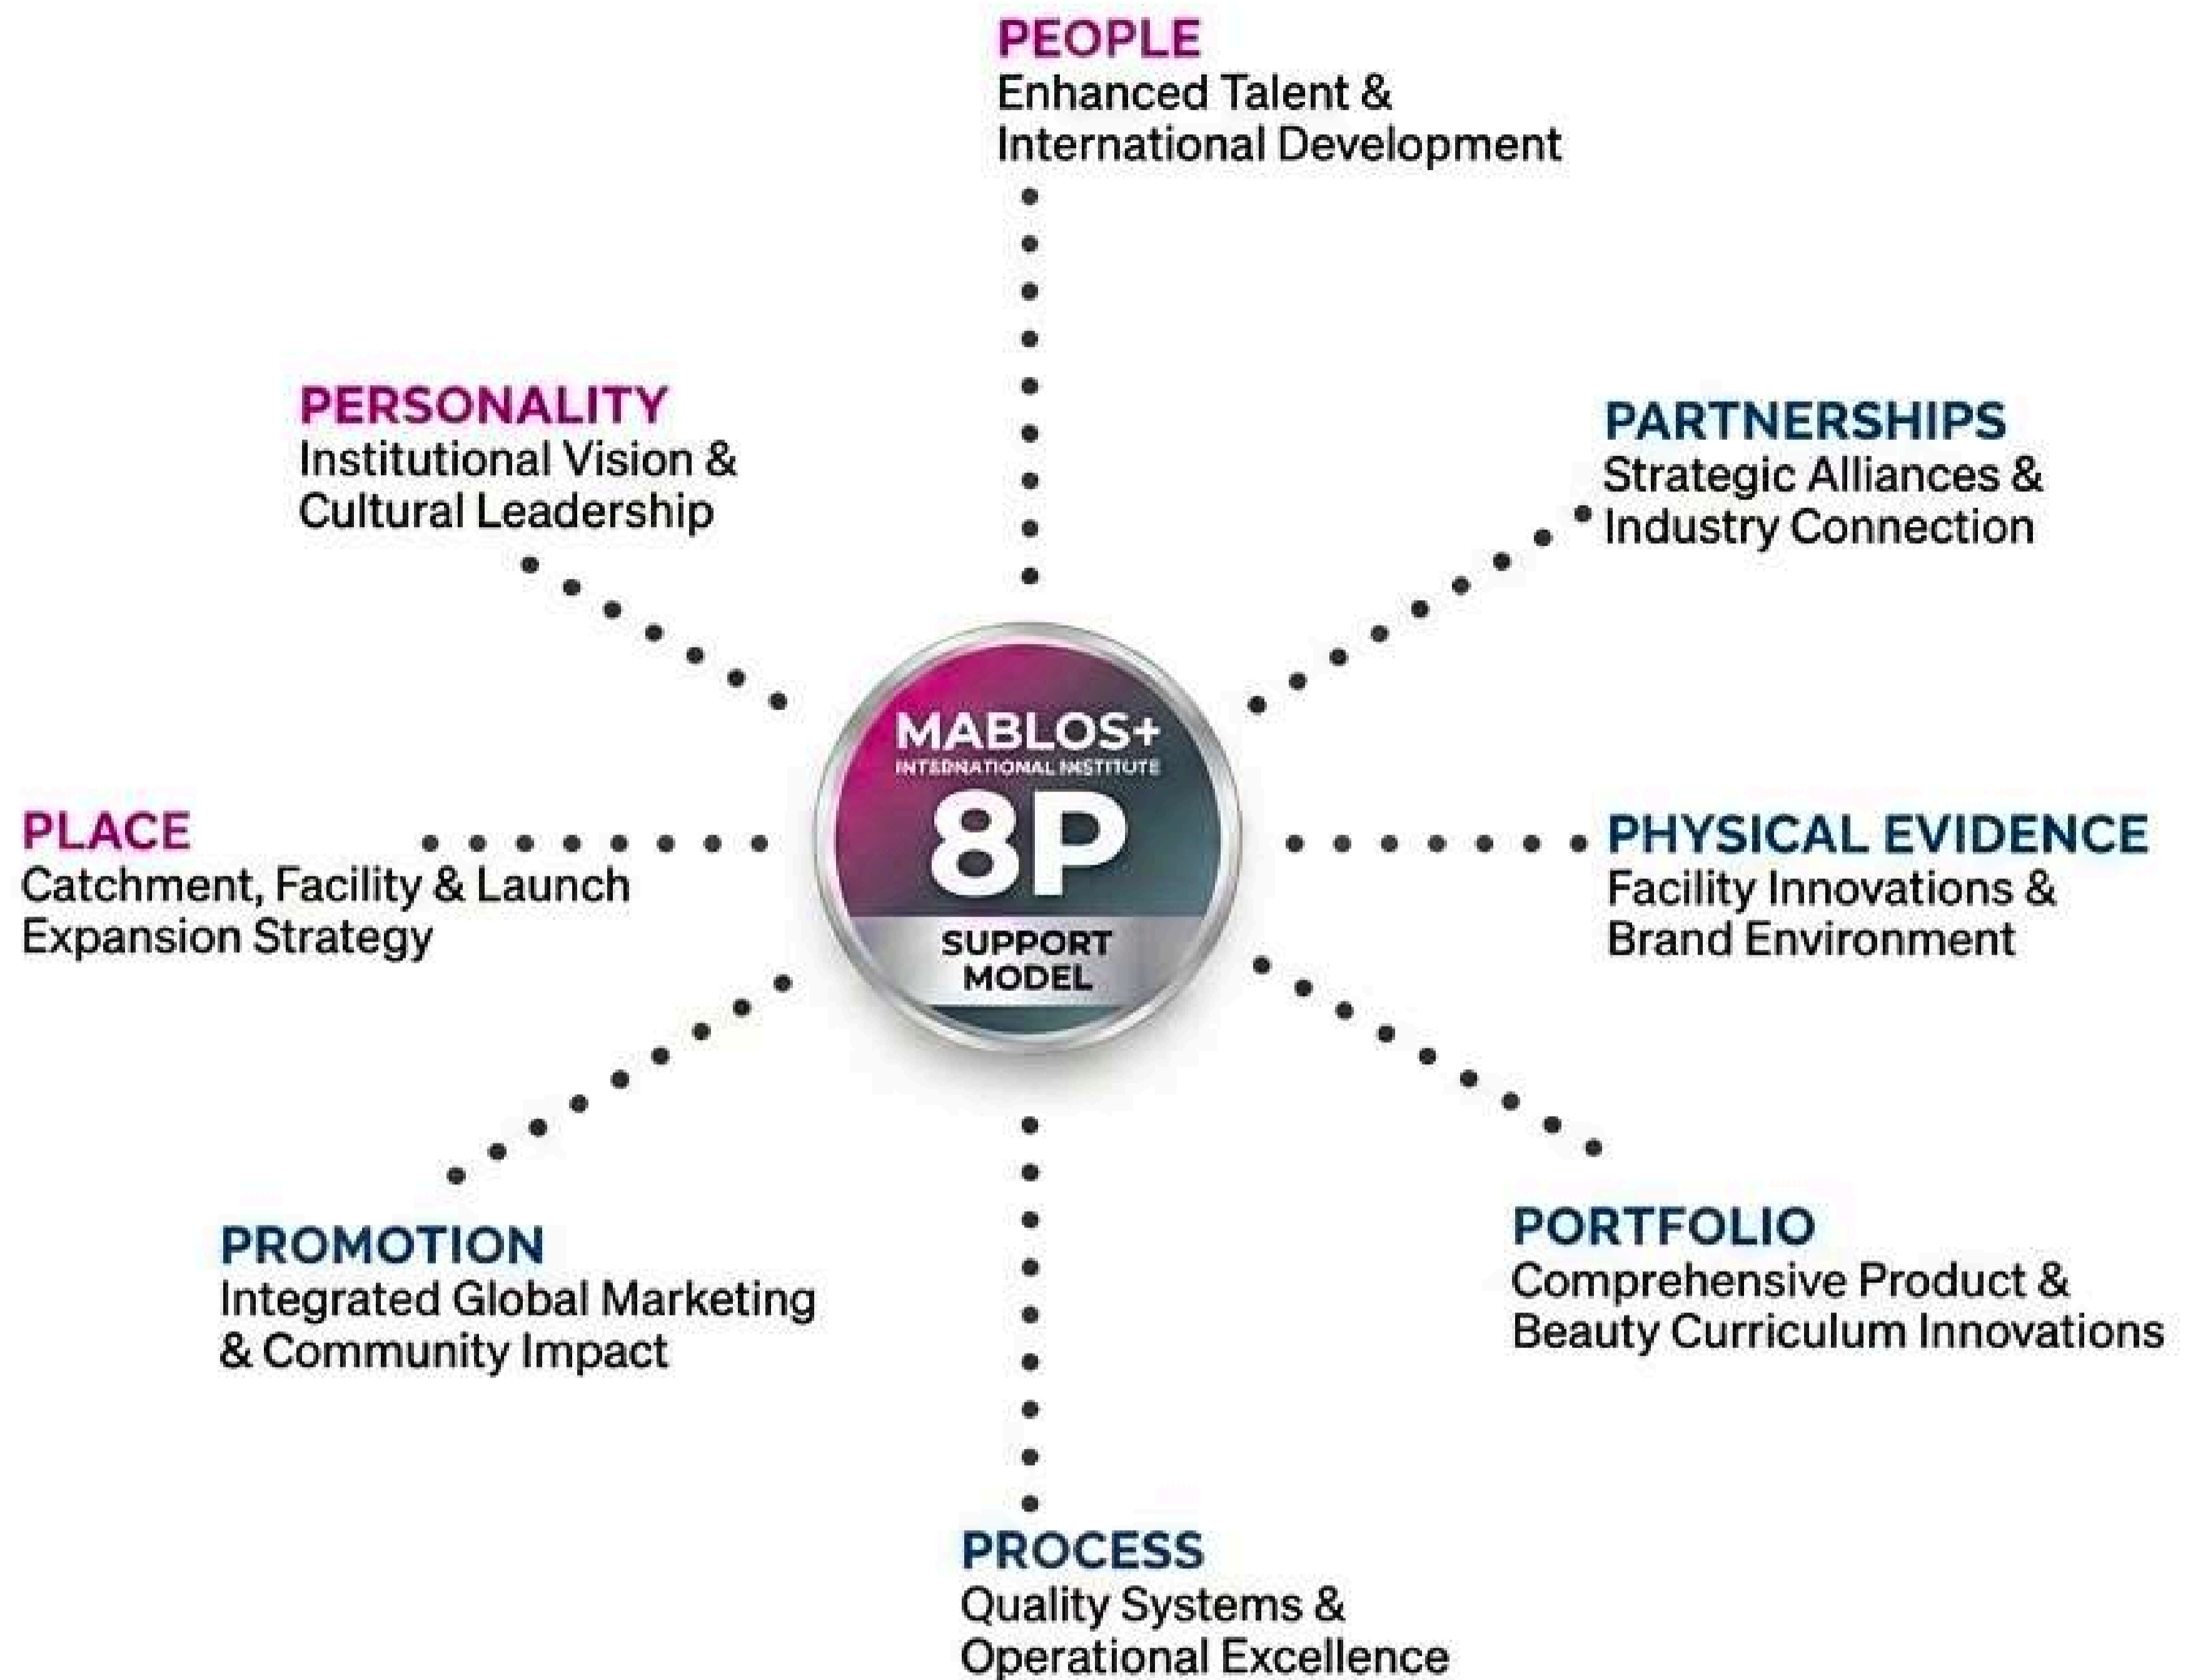 PEOPLE
Enhanced Talent &
International Development
PERSONALITY
Institutional Vision &
Cultural Leadership
PARTNERSHIPS
Strategic Alliances &
Industry Connection
MABLOS+
INTERNATIONAL INSTITUTE
8P
SUPPORT
MODEL
PLACE
Catchment, Facility & Launch
Expansion Strategy
PHYSICAL EVIDENCE
Facility Innovations &
Brand Environment
PROMOTION
Integrated Global Marketing
& Community Impact
PORTFOLIO
Comprehensive Product &
Beauty Curriculum Innovations
PROCESS
Quality Systems &
Operational Excellence